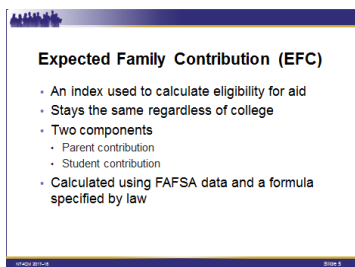 Expected Family Contribution (EFC)
• An index used to calculate eligibility for aid
• Stays the same regardless of college
• Two components
• Parent contribution
• Student contribution
• Calculated using FAFSA data and a formula
specified by law
Slide 5